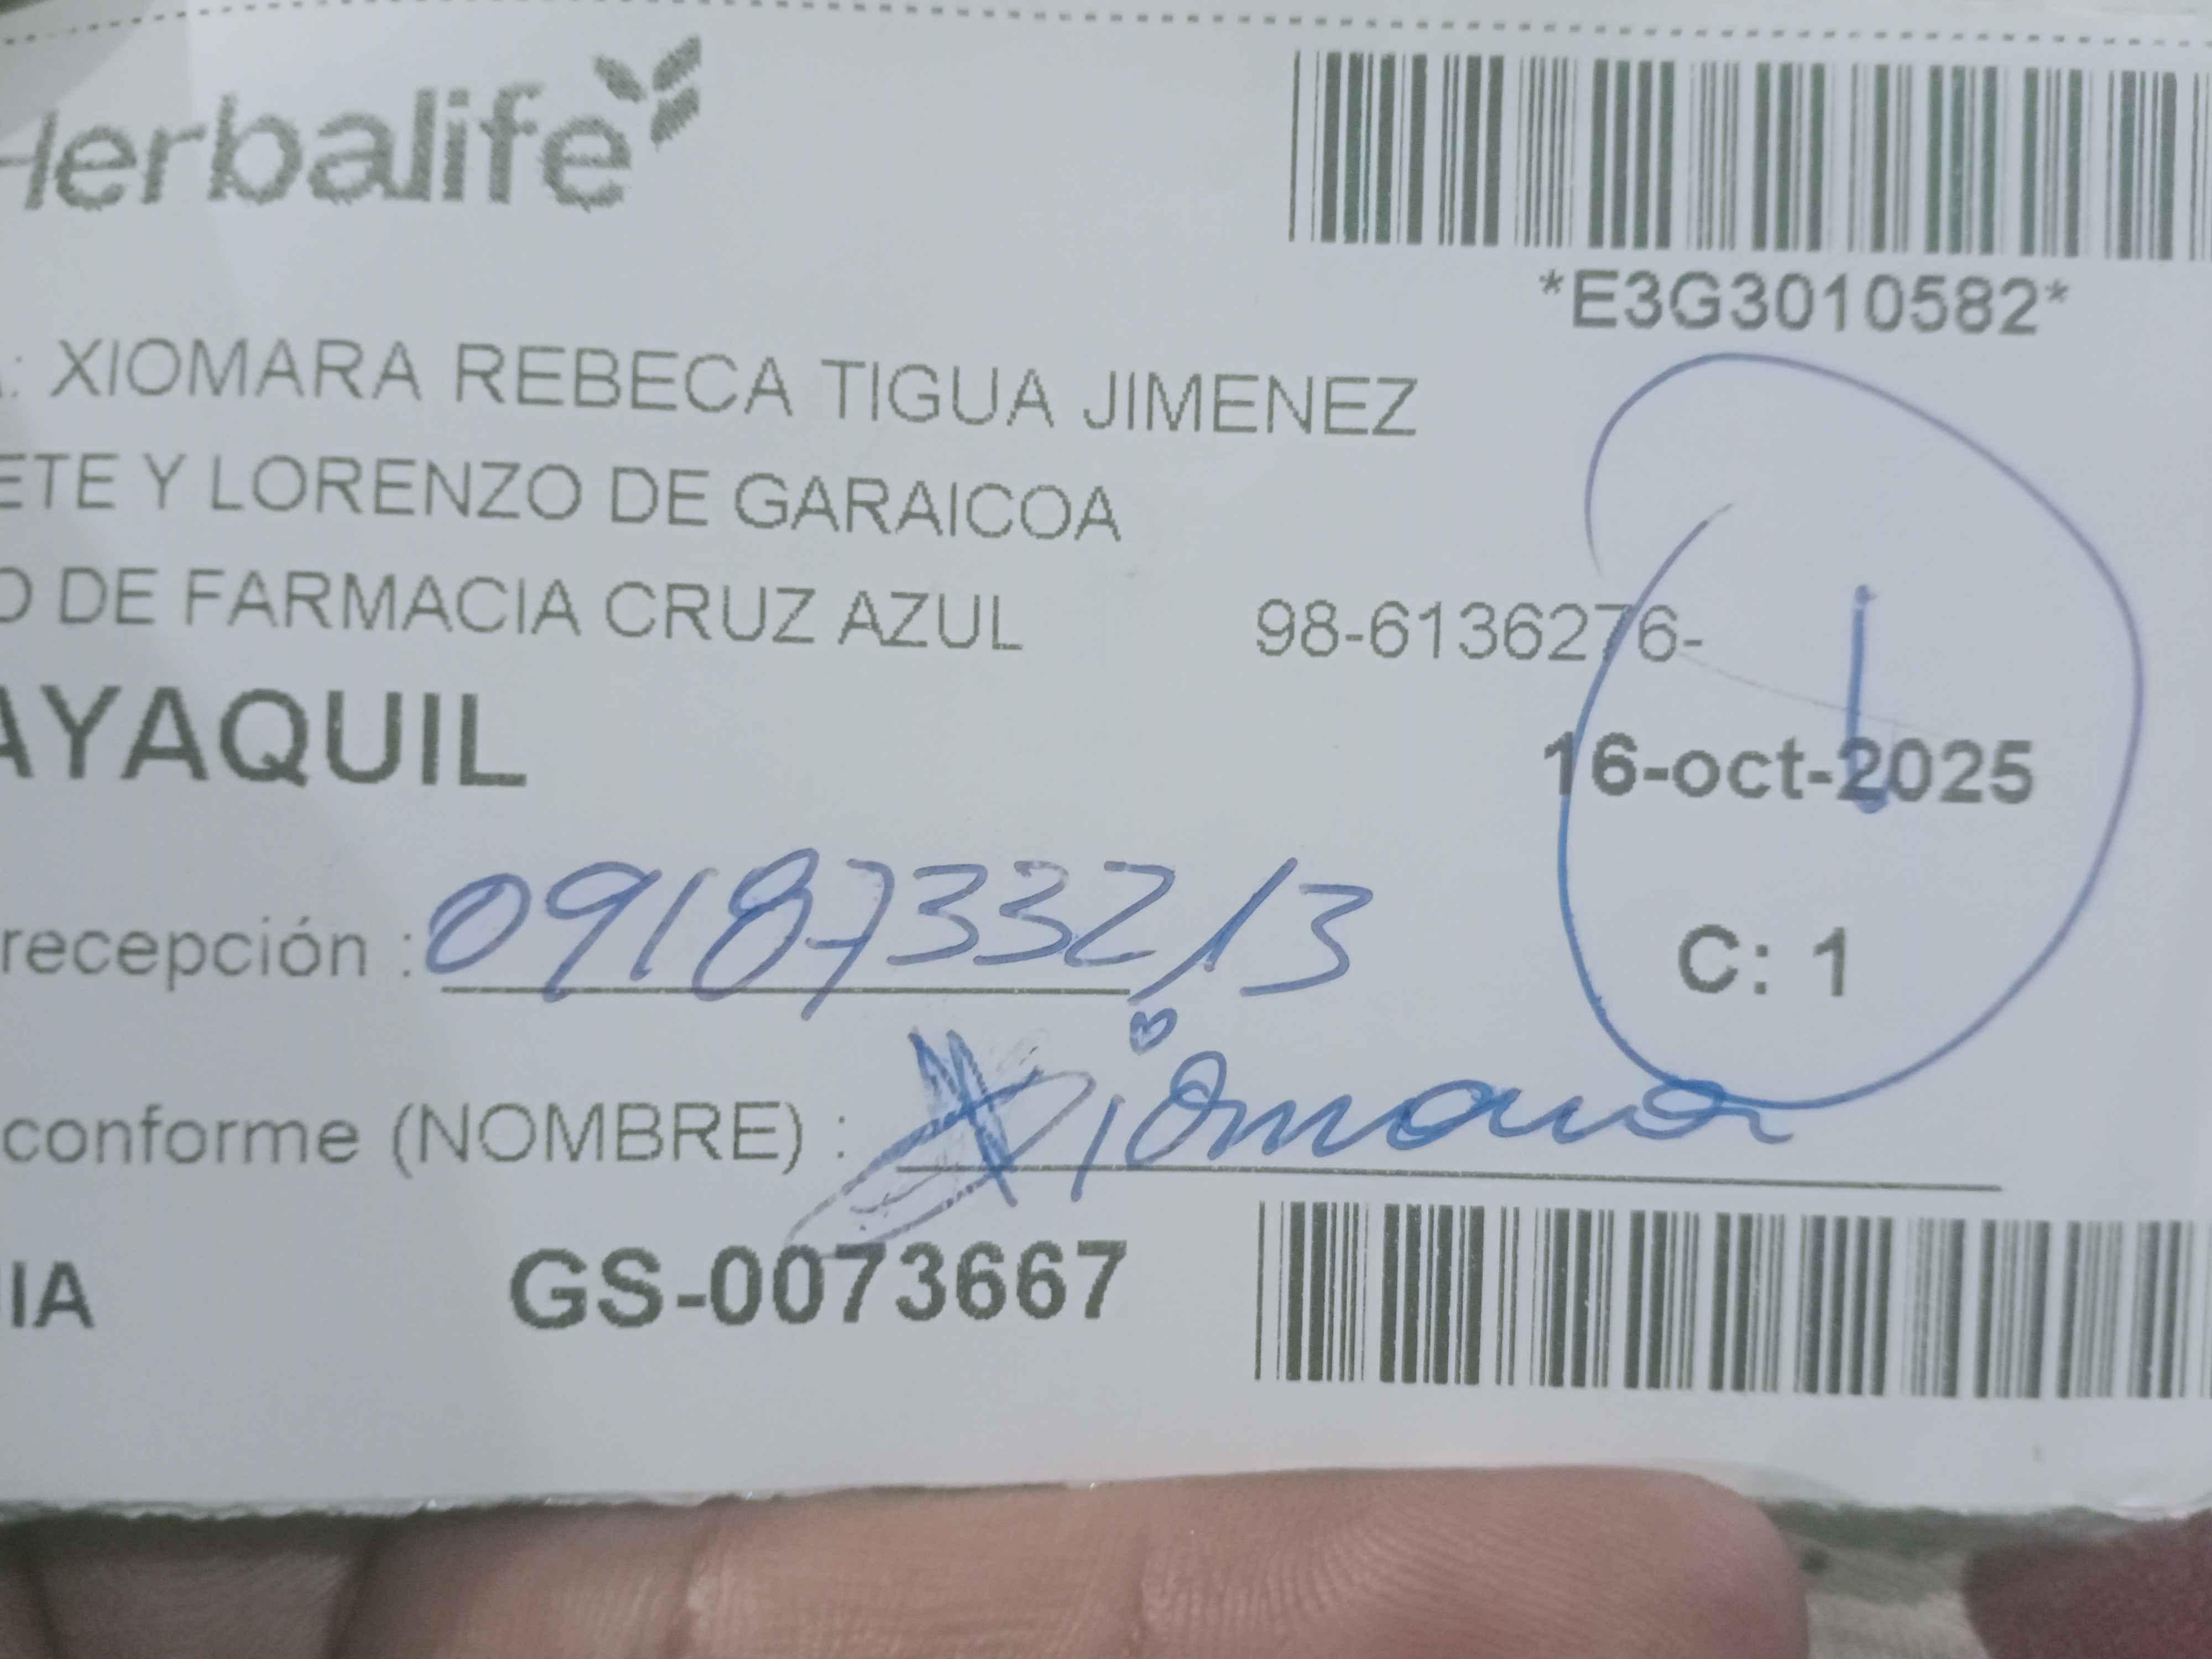 Herbalife
*E3G3010582*
: XIOMARA REBECA TIGUA JIMENEZ
ETE Y LORENZO DE GARAICOA
O DE FARMACIA CRUZ AZUL 98-6136276-
AYAQUIL
16-oct-2025
recepción : 0918733213
C: 1
conforme (NOMBRE) : Xiomara
IA GS-0073667